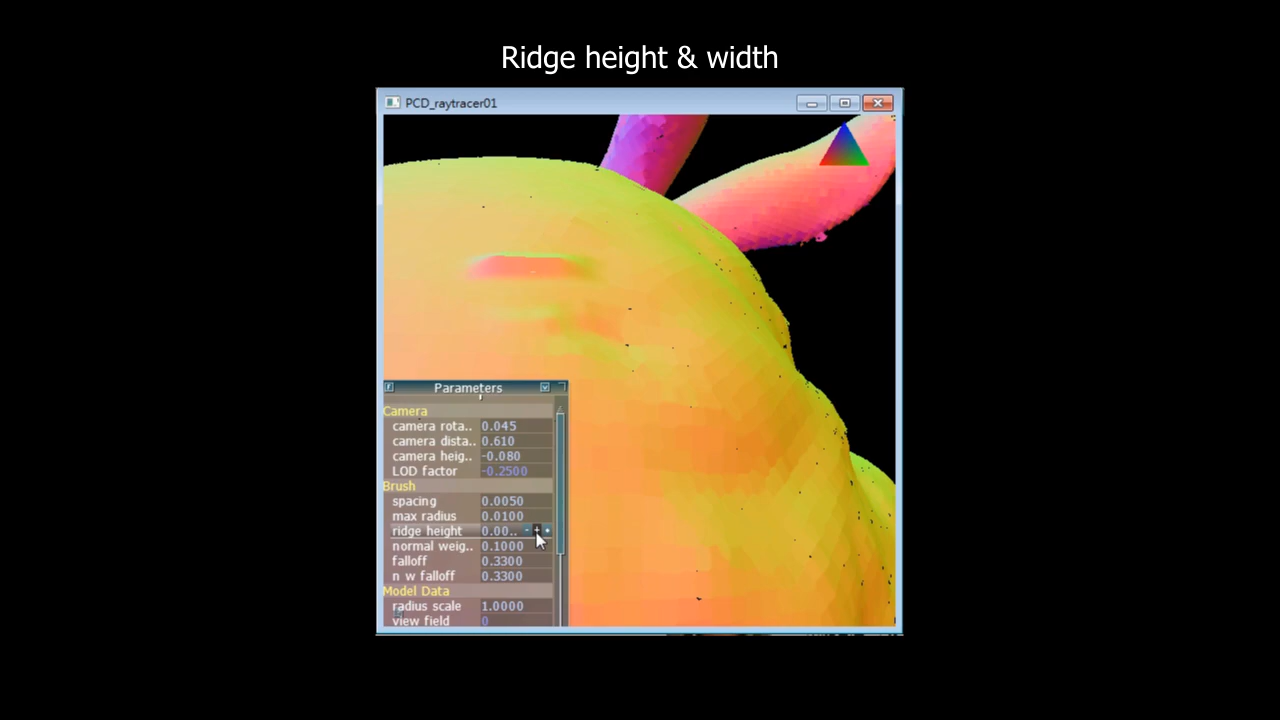 Ridge height & width
PCD_raytracer01
Parameters
Camera
camera rota.. 0.045
camera dista.. 0.610
camera heig.. -0.080
LOD factor -0.2500
Brush
spacing 0.0050
max radius 0.0100
ridge height 0.00..
normal weig.. 0.1000
falloff 0.3300
n w falloff 0.3300
Model Data
radius scale 1.0000
view field 0